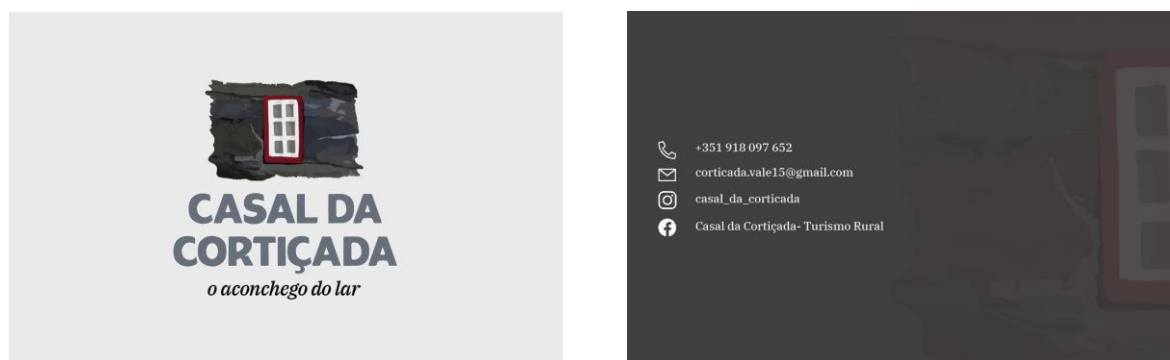 CASAL DA
CORTIÇADA
o aconchego do lar
+351 918 097 652
corticada.vale15@gmail.com
casal_da_corticada
Casal da Cortiçada- Turismo Rural